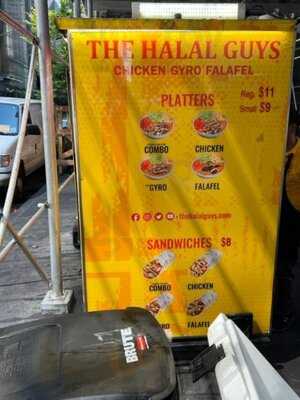 THE HALAL GUYS
CHICKEN GYRO FALAFEL
PLATTERS
Reg. $11
Small $9
COMBO CHICKEN
GYRO FALAFEL
thehalalguys.com
SANDWICHES $8
COMBO CHICKEN
GYRO FALAFEL
BRUTE